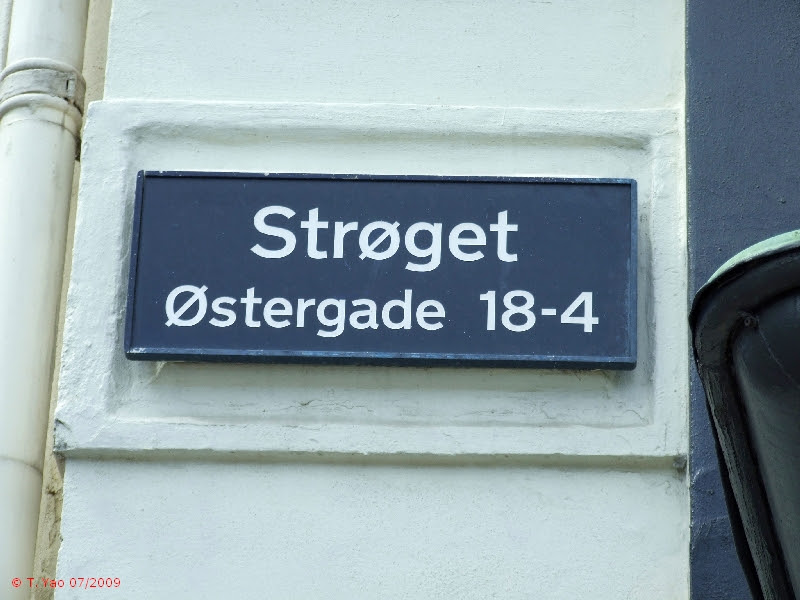 Strøget
Østergade 18-4
© T. Yao 07/2009